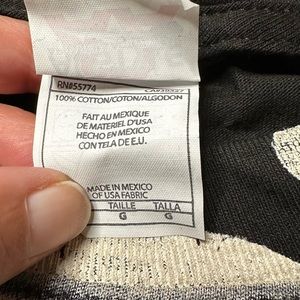 RN#55774
100% COTTON/COTON/ALGODON
FAIT AU MEXIQUE
DE MATERIEL D'USA
HECHO EN MEXICO
CON TELA DE E.U.
MADE IN MEXICO
OF USA FABRIC
TAILLE TALLA
G G